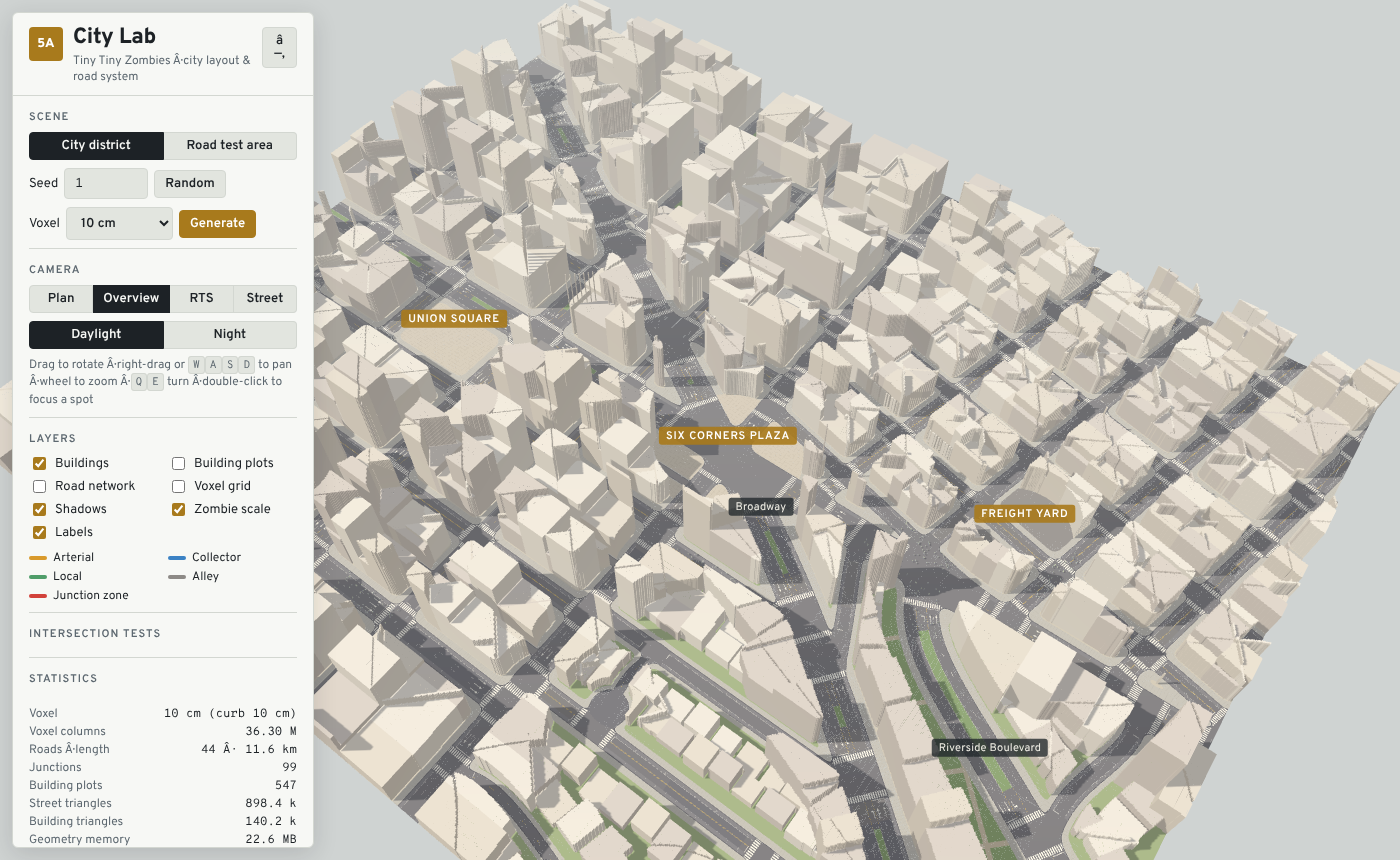 5A
City Lab
â
—‚
Tiny Tiny Zombies Â·city layout &
road system
SCENE
City district Road test area
Seed 1 Random
Voxel 10 cm Generate
CAMERA
Plan Overview RTS Street
Daylight Night
Drag to rotate Â·right-drag or W A S D to pan
Â·wheel to zoom Â· Q E turn Â·double-click to
focus a spot
LAYERS
Buildings Building plots
Road network Voxel grid
Shadows Zombie scale
Labels
Arterial Collector
Local Alley
Junction zone
INTERSECTION TESTS
STATISTICS
Voxel 10 cm (curb 10 cm)
Voxel columns 36.30 M
Roads Â·length 44 Â· 11.6 km
Junctions 99
Building plots 547
Street triangles 898.4 k
Building triangles 140.2 k
Geometry memory 22.6 MB
UNION SQUARE
SIX CORNERS PLAZA
Broadway
FREIGHT YARD
Riverside Boulevard